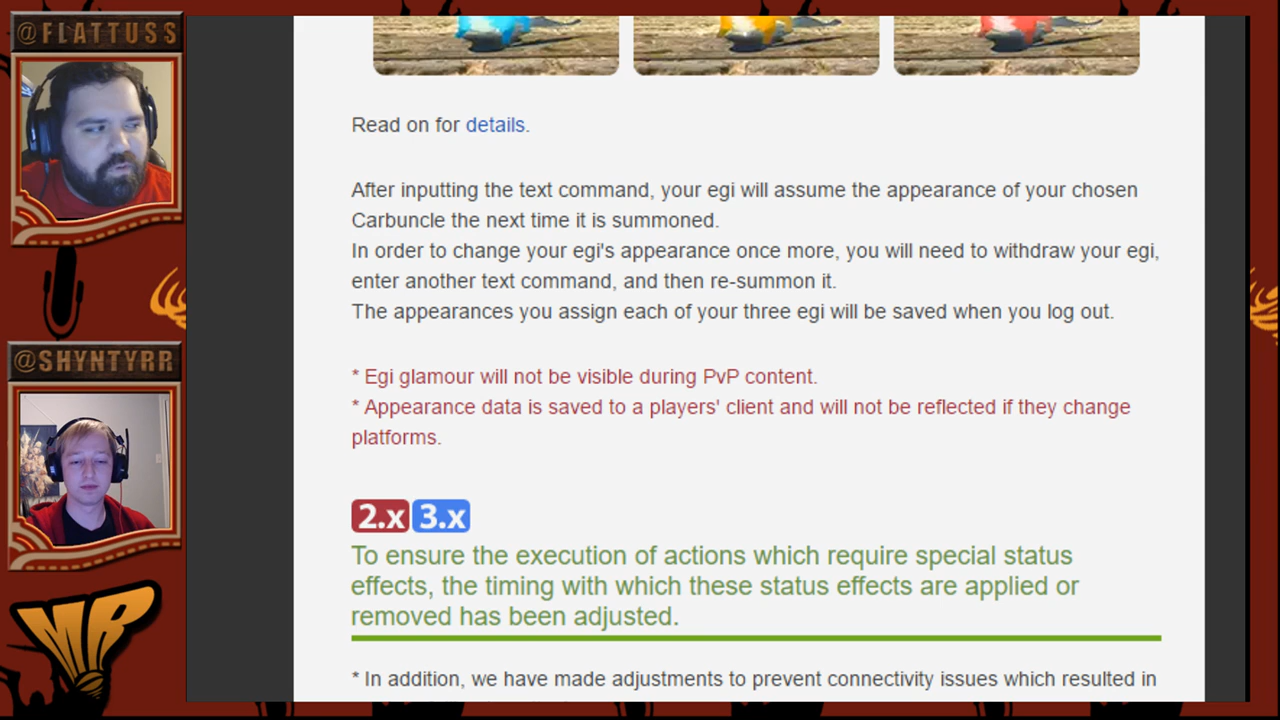 @FLATTUSS
Read on for details.
After inputting the text command, your egi will assume the appearance of your chosen
Carbuncle the next time it is summoned.
In order to change your egi's appearance once more, you will need to withdraw your egi,
enter another text command, and then re-summon it.
The appearances you assign each of your three egi will be saved when you log out.
@SHYNTYRR
* Egi glamour will not be visible during PvP content.
* Appearance data is saved to a players' client and will not be reflected if they change
platforms.
2.x 3.x
To ensure the execution of actions which require special status
effects, the timing with which these status effects are applied or
removed has been adjusted.
MR
* In addition, we have made adjustments to prevent connectivity issues which resulted in